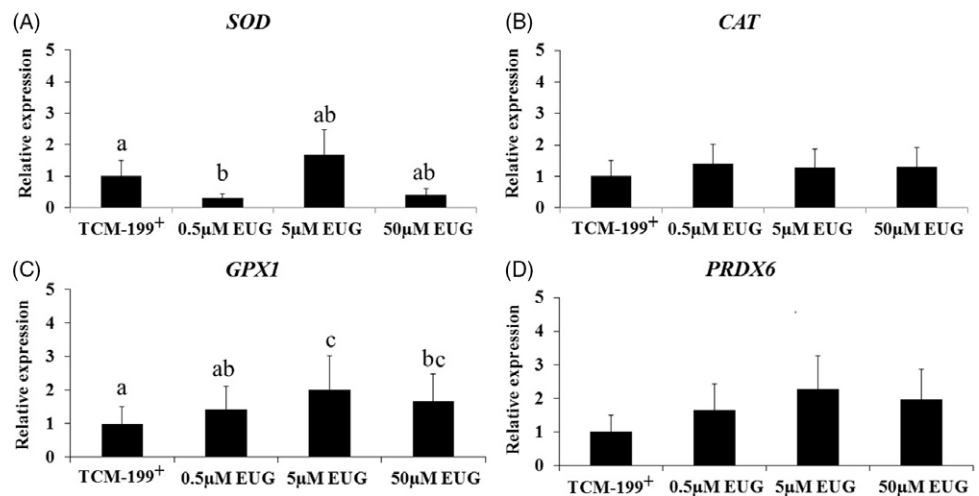 (A) SOD
Relative expression
5
4
3
2
1
0
a
b
ab
ab
TCM-199+ 0.5µM EUG 5µM EUG 50µM EUG
(B) CAT
Relative expression
5
4
3
2
1
0
TCM-199+ 0.5µM EUG 5µM EUG 50µM EUG
(C) GPX1
Relative expression
5
4
3
2
1
0
a
ab
c
bc
TCM-199+ 0.5µM EUG 5µM EUG 50µM EUG
(D) PRDX6
Relative expression
5
4
3
2
1
0
TCM-199+ 0.5µM EUG 5µM EUG 50µM EUG